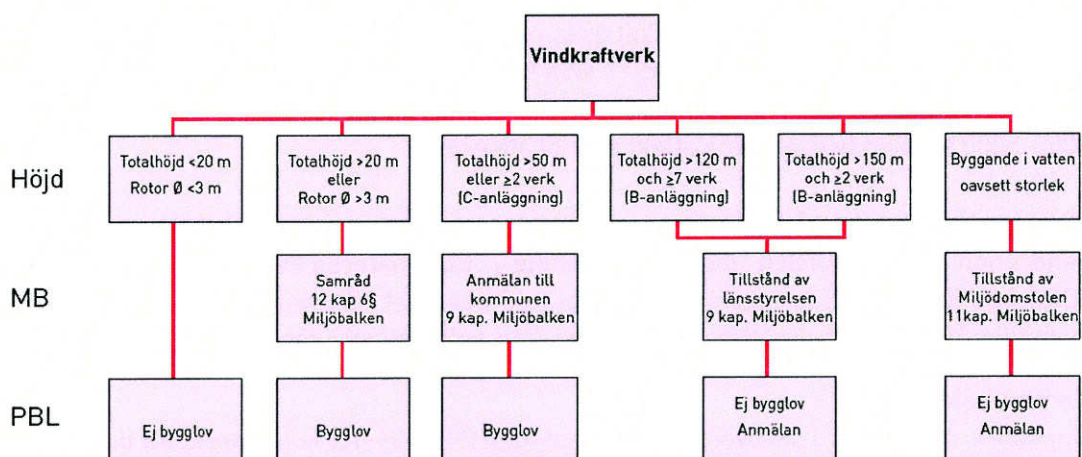 Vindkraftverk
Höjd
Totalhöjd <20 m
Rotor Ø <3 m
Totalhöjd >20 m
eller
Rotor Ø >3 m
Totalhöjd >50 m
eller ≥2 verk
(C-anläggning)
Totalhöjd >120 m
och ≥7 verk
(B-anläggning)
Totalhöjd >150 m
och ≥2 verk
(B-anläggning)
Byggande i vatten
oavsett storlek
MB
Samråd
12 kap 6§
Miljöbalken
Anmälan till
kommunen
9 kap. Miljöbalken
Tillstånd av
länsstyrelsen
9 kap. Miljöbalken
Tillstånd av
Miljödomstolen
11kap. Miljöbalken
PBL
Ej bygglov
Bygglov
Bygglov
Ej bygglov
Anmälan
Ej bygglov
Anmälan